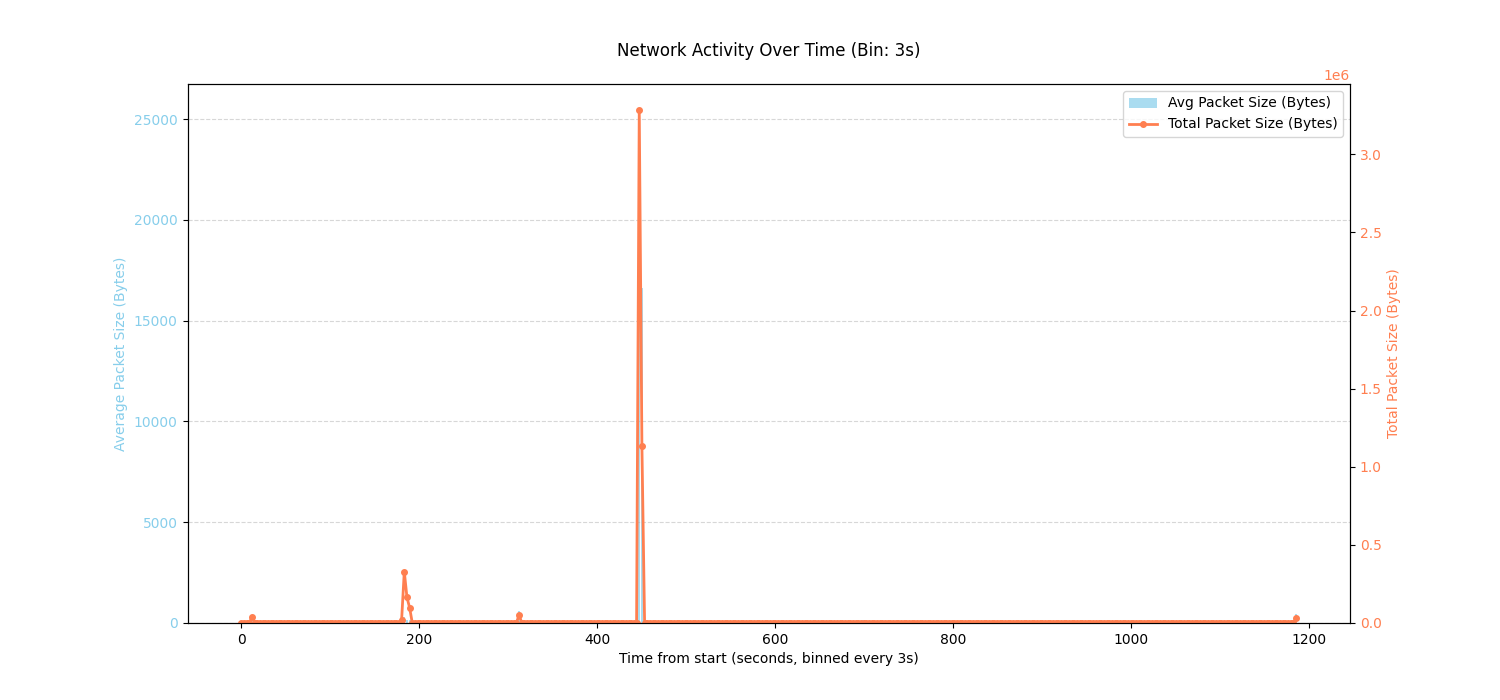 Network Activity Over Time (Bin: 3s)
1e6
Avg Packet Size (Bytes)
Total Packet Size (Bytes)
Average Packet Size (Bytes)
25000
20000
15000
10000
5000
0
3.0
2.5
2.0
1.5
1.0
0.5
0.0
Total Packet Size (Bytes)
0 200 400 600 800 1000 1200
Time from start (seconds, binned every 3s)